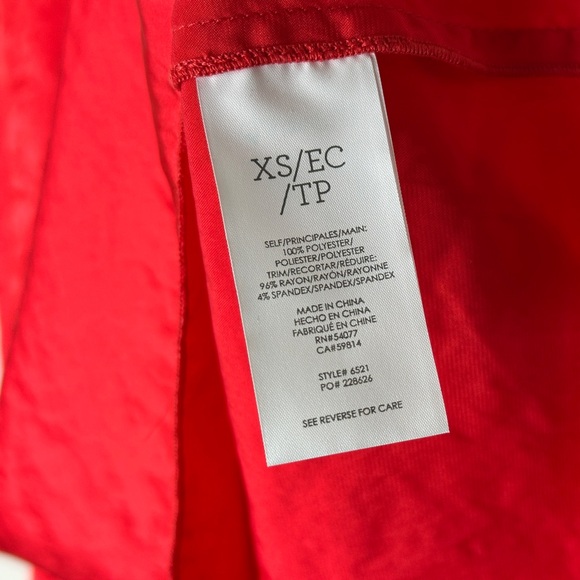 XS/EC
/TP
SELF/PRINCIPALES/MAIN:
100% POLYESTER/
POLIESTER/POLYESTER
TRIM/RECORTAR/RÉDUIRE:
96% RAYON/RAYÓN/RAYONNE
4% SPANDEX/SPANDEX/SPANDEX
MADE IN CHINA
HECHO EN CHINA
FABRIQUÉ EN CHINE
RN#54077
CA#59814
STYLE# 6521
PO# 228626
SEE REVERSE FOR CARE